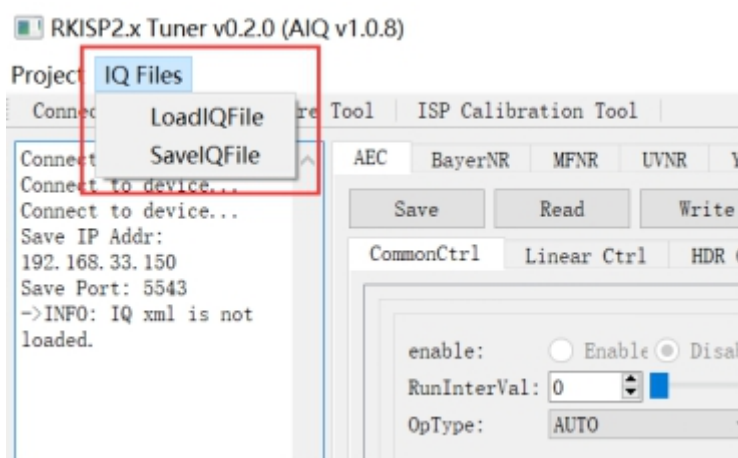 RKISP2.x Tuner v0.2.0 (AIQ v1.0.8)
Project IQ Files
LoadIQFile
SaveIQFile
Tool ISP Calibration Tool
Connect to device...
Connect to device...
Save IP Addr:
192.168.33.150
Save Port: 5543
->INFO: IQ xml is not
loaded.
AEC BayerNR MFNR UVNR
Save Read Write
CommonCtrl Linear Ctrl HDR
enable: Enable
RunInterVal: 0
OpType: AUTO